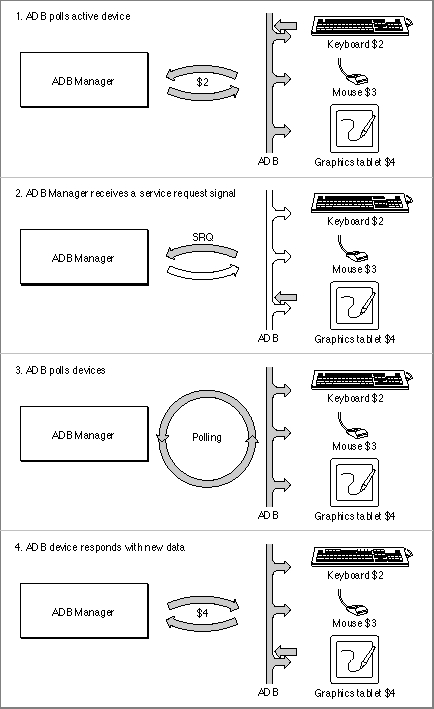 1. ADB polls active device
ADB Manager
$2
Keyboard $2
Mouse $3
ADB
Graphics tablet $4
2. ADB Manager receives a service request signal
SRQ
ADB Manager
Keyboard $2
Mouse $3
ADB
Graphics tablet $4
3. ADB polls devices
ADB Manager
Polling
Keyboard $2
Mouse $3
ADB
Graphics tablet $4
4. ADB device responds with new data
ADB Manager
$4
Keyboard $2
Mouse $3
ADB
Graphics tablet $4